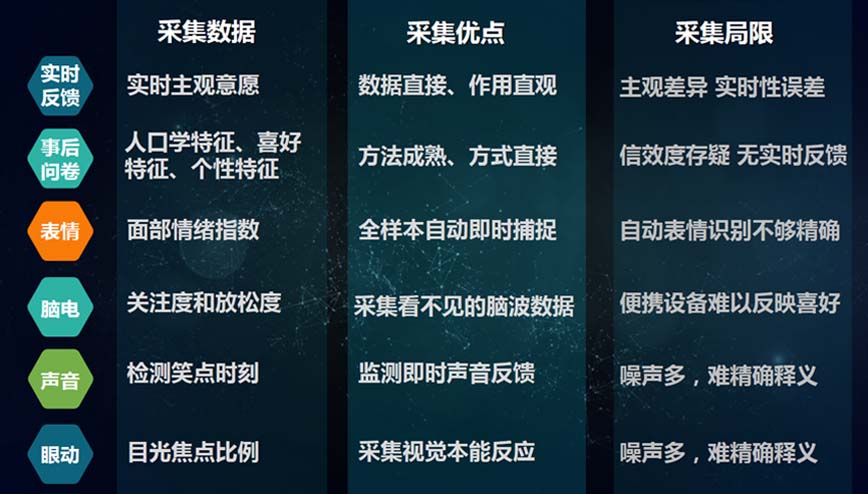 采集数据
采集优点
采集局限
实时
反馈
实时主观意愿
数据直接、作用直观
主观差异 实时性误差
事后
问卷
人口学特征、喜好
特征、个性特征
方法成熟、方式直接
信效度存疑 无实时反馈
表情
面部情绪指数
全样本自动即时捕捉
自动表情识别不够精确
脑电
关注度和放松度
采集看不见的脑波数据
便携设备难以反映喜好
声音
检测笑点时刻
监测即时声音反馈
噪声多，难精确释义
眼动
目光焦点比例
采集视觉本能反应
噪声多，难精确释义